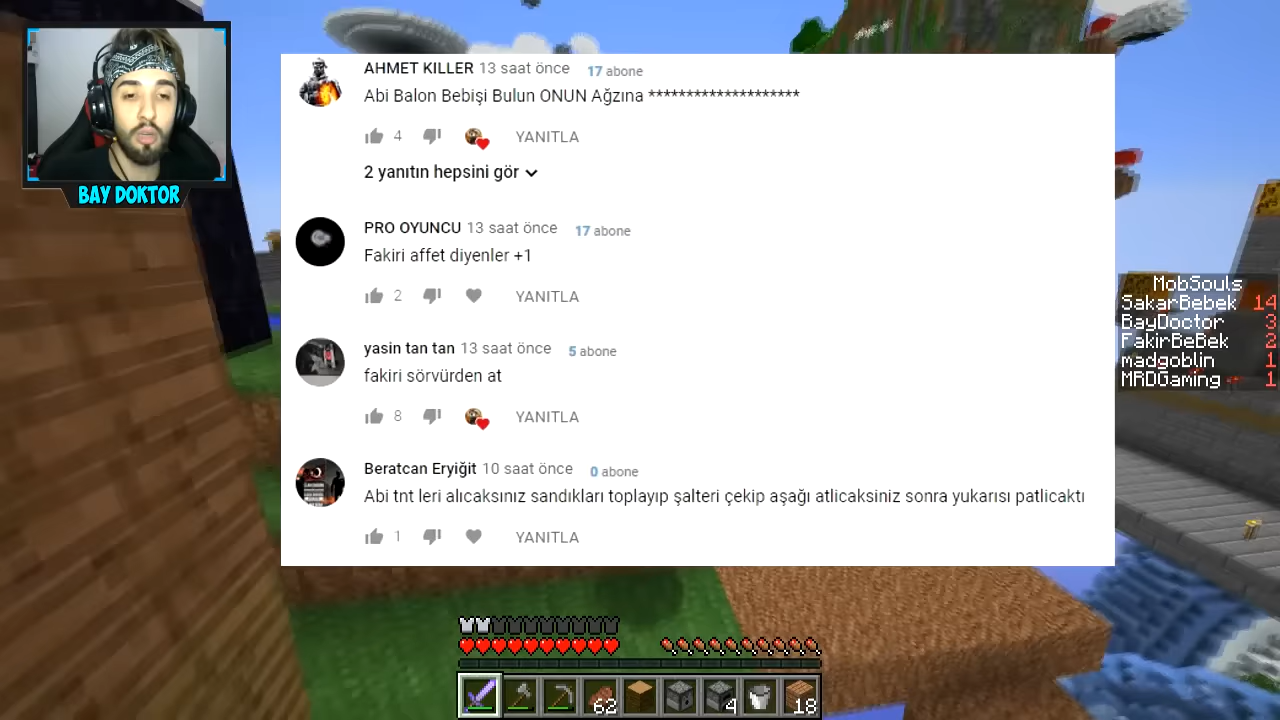 AHMET KILLER 13 saat önce 17 abone
Abi Balon Bebişi Bulun ONUN Ağzına ********************
4 YANITLA
2 yanıtın hepsini gör
PRO OYUNCU 13 saat önce 17 abone
Fakiri affet diyenler +1
2 YANITLA
yasin tan tan 13 saat önce 5 abone
fakiri sörvürden at
8 YANITLA
Beratcan Eryiğit 10 saat önce 0 abone
Abi tnt leri alıcaksınız sandıkları toplayıp şalteri çekip aşağı atlicaksiniz sonra yukarısı patlicaktı
1 YANITLA
BAY DOKTOR
MobSouls
SakarBebek 14
BayDoctor 3
FakirBeBek 2
madgoblin 1
MRDGaming 1
62 4 18